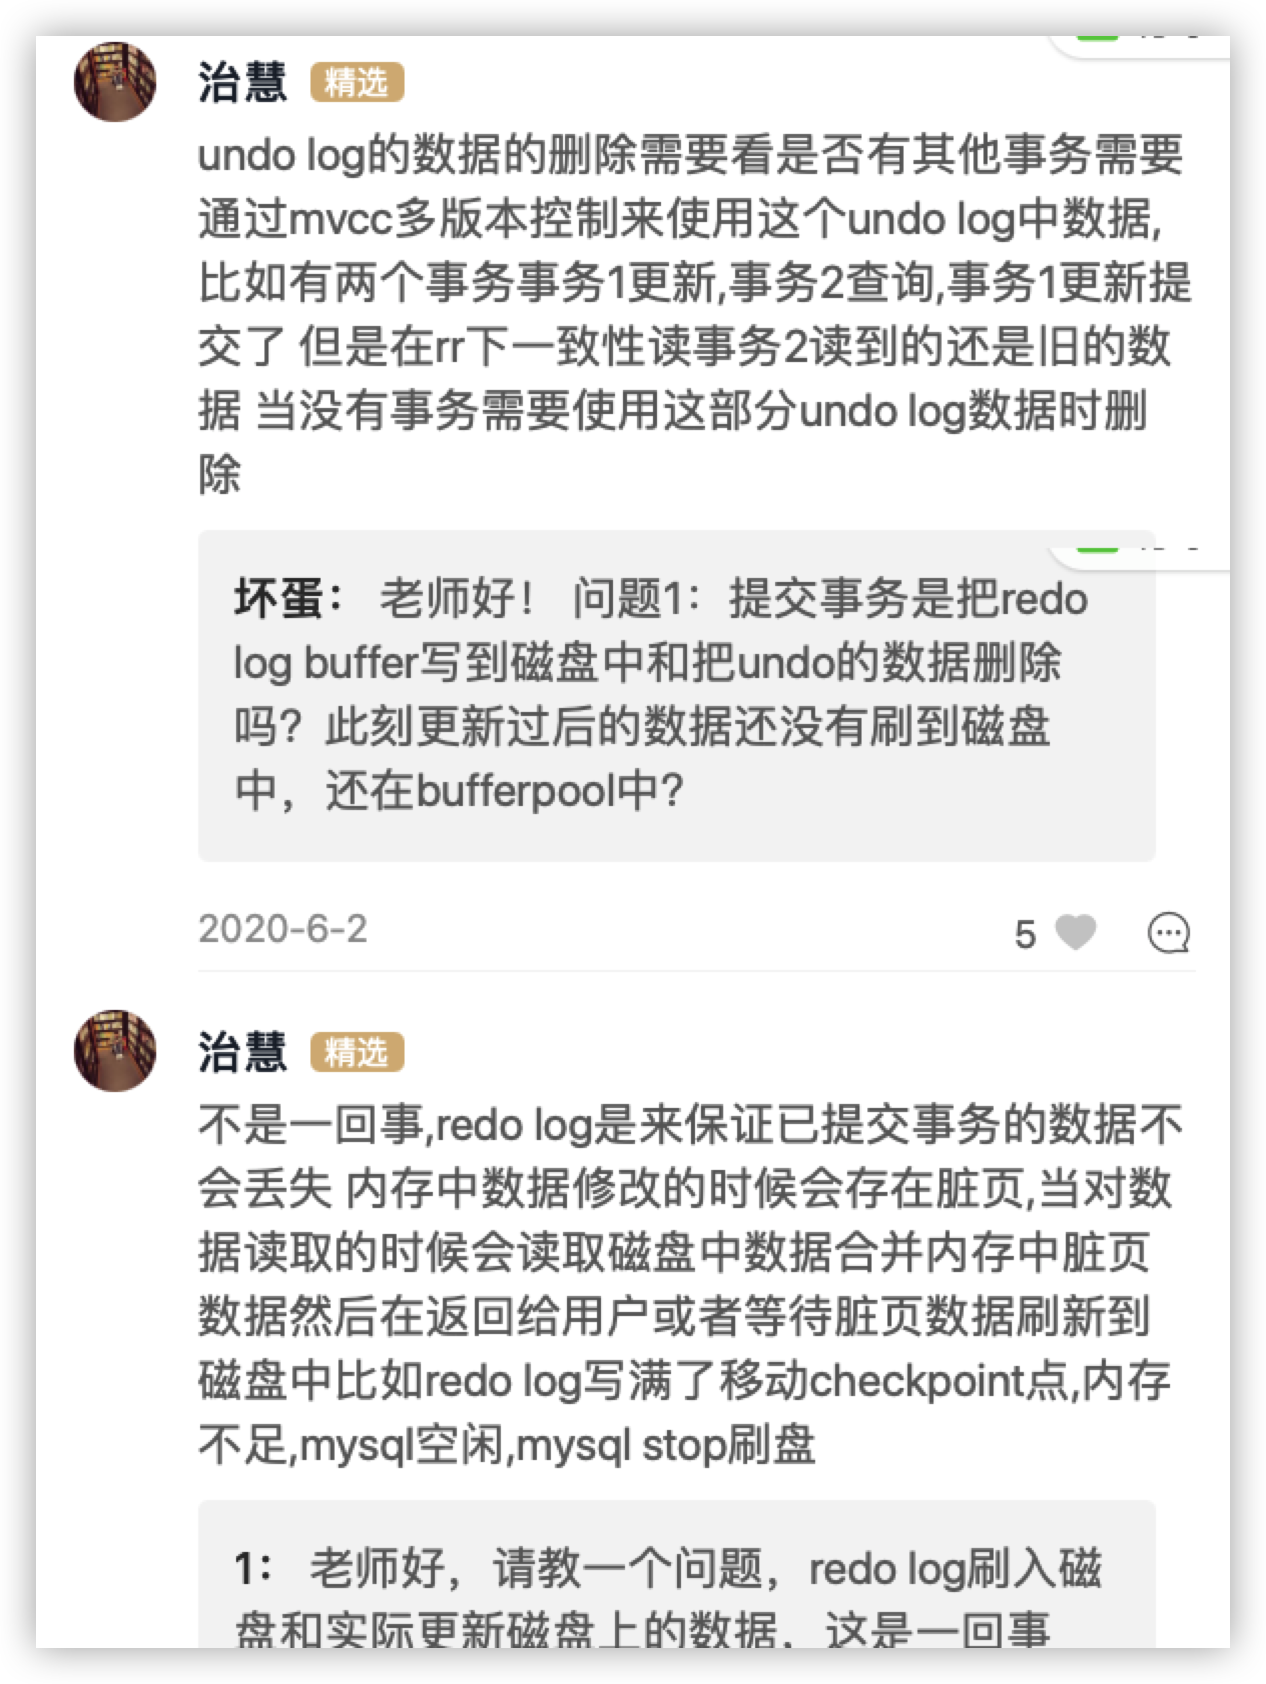 治慧 精选
undo log的数据的删除需要看是否有其他事务需要
通过mvcc多版本控制来使用这个undo log中数据,
比如有两个事务事务1更新,事务2查询,事务1更新提
交了 但是在rr下一致性读事务2读到的还是旧的数
据 当没有事务需要使用这部分undo log数据时删
除
坏蛋： 老师好！ 问题1：提交事务是把redo
log buffer写到磁盘中和把undo的数据删除
吗？此刻更新过后的数据还没有刷到磁盘
中，还在bufferpool中?
2020-6-2 5
治慧 精选
不是一回事,redo log是来保证已提交事务的数据不
会丢失 内存中数据修改的时候会存在脏页,当对数
据读取的时候会读取磁盘中数据合并内存中脏页
数据然后在返回给用户或者等待脏页数据刷新到
磁盘中比如redo log写满了移动checkpoint点,内存
不足,mysql空闲,mysql stop刷盘
1： 老师好，请教一个问题，redo log刷入磁
盘和实际更新磁盘上的数据，这是一回事